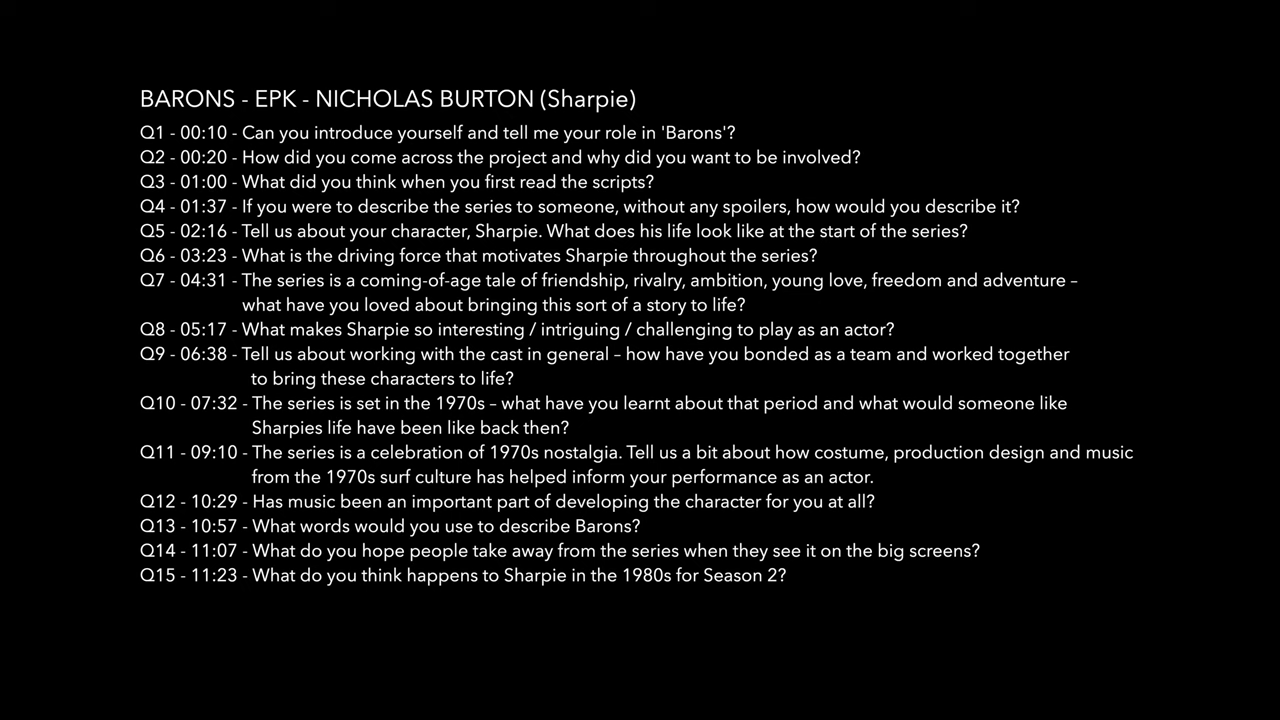 BARONS - EPK - NICHOLAS BURTON (Sharpie)
Q1 - 00:10 - Can you introduce yourself and tell me your role in 'Barons'?
Q2 - 00:20 - How did you come across the project and why did you want to be involved?
Q3 - 01:00 - What did you think when you first read the scripts?
Q4 - 01:37 - If you were to describe the series to someone, without any spoilers, how would you describe it?
Q5 - 02:16 - Tell us about your character, Sharpie. What does his life look like at the start of the series?
Q6 - 03:23 - What is the driving force that motivates Sharpie throughout the series?
Q7 - 04:31 - The series is a coming-of-age tale of friendship, rivalry, ambition, young love, freedom and adventure –
what have you loved about bringing this sort of a story to life?
Q8 - 05:17 - What makes Sharpie so interesting / intriguing / challenging to play as an actor?
Q9 - 06:38 - Tell us about working with the cast in general – how have you bonded as a team and worked together
to bring these characters to life?
Q10 - 07:32 - The series is set in the 1970s – what have you learnt about that period and what would someone like
Sharpies life have been like back then?
Q11 - 09:10 - The series is a celebration of 1970s nostalgia. Tell us a bit about how costume, production design and music
from the 1970s surf culture has helped inform your performance as an actor.
Q12 - 10:29 - Has music been an important part of developing the character for you at all?
Q13 - 10:57 - What words would you use to describe Barons?
Q14 - 11:07 - What do you hope people take away from the series when they see it on the big screens?
Q15 - 11:23 - What do you think happens to Sharpie in the 1980s for Season 2?